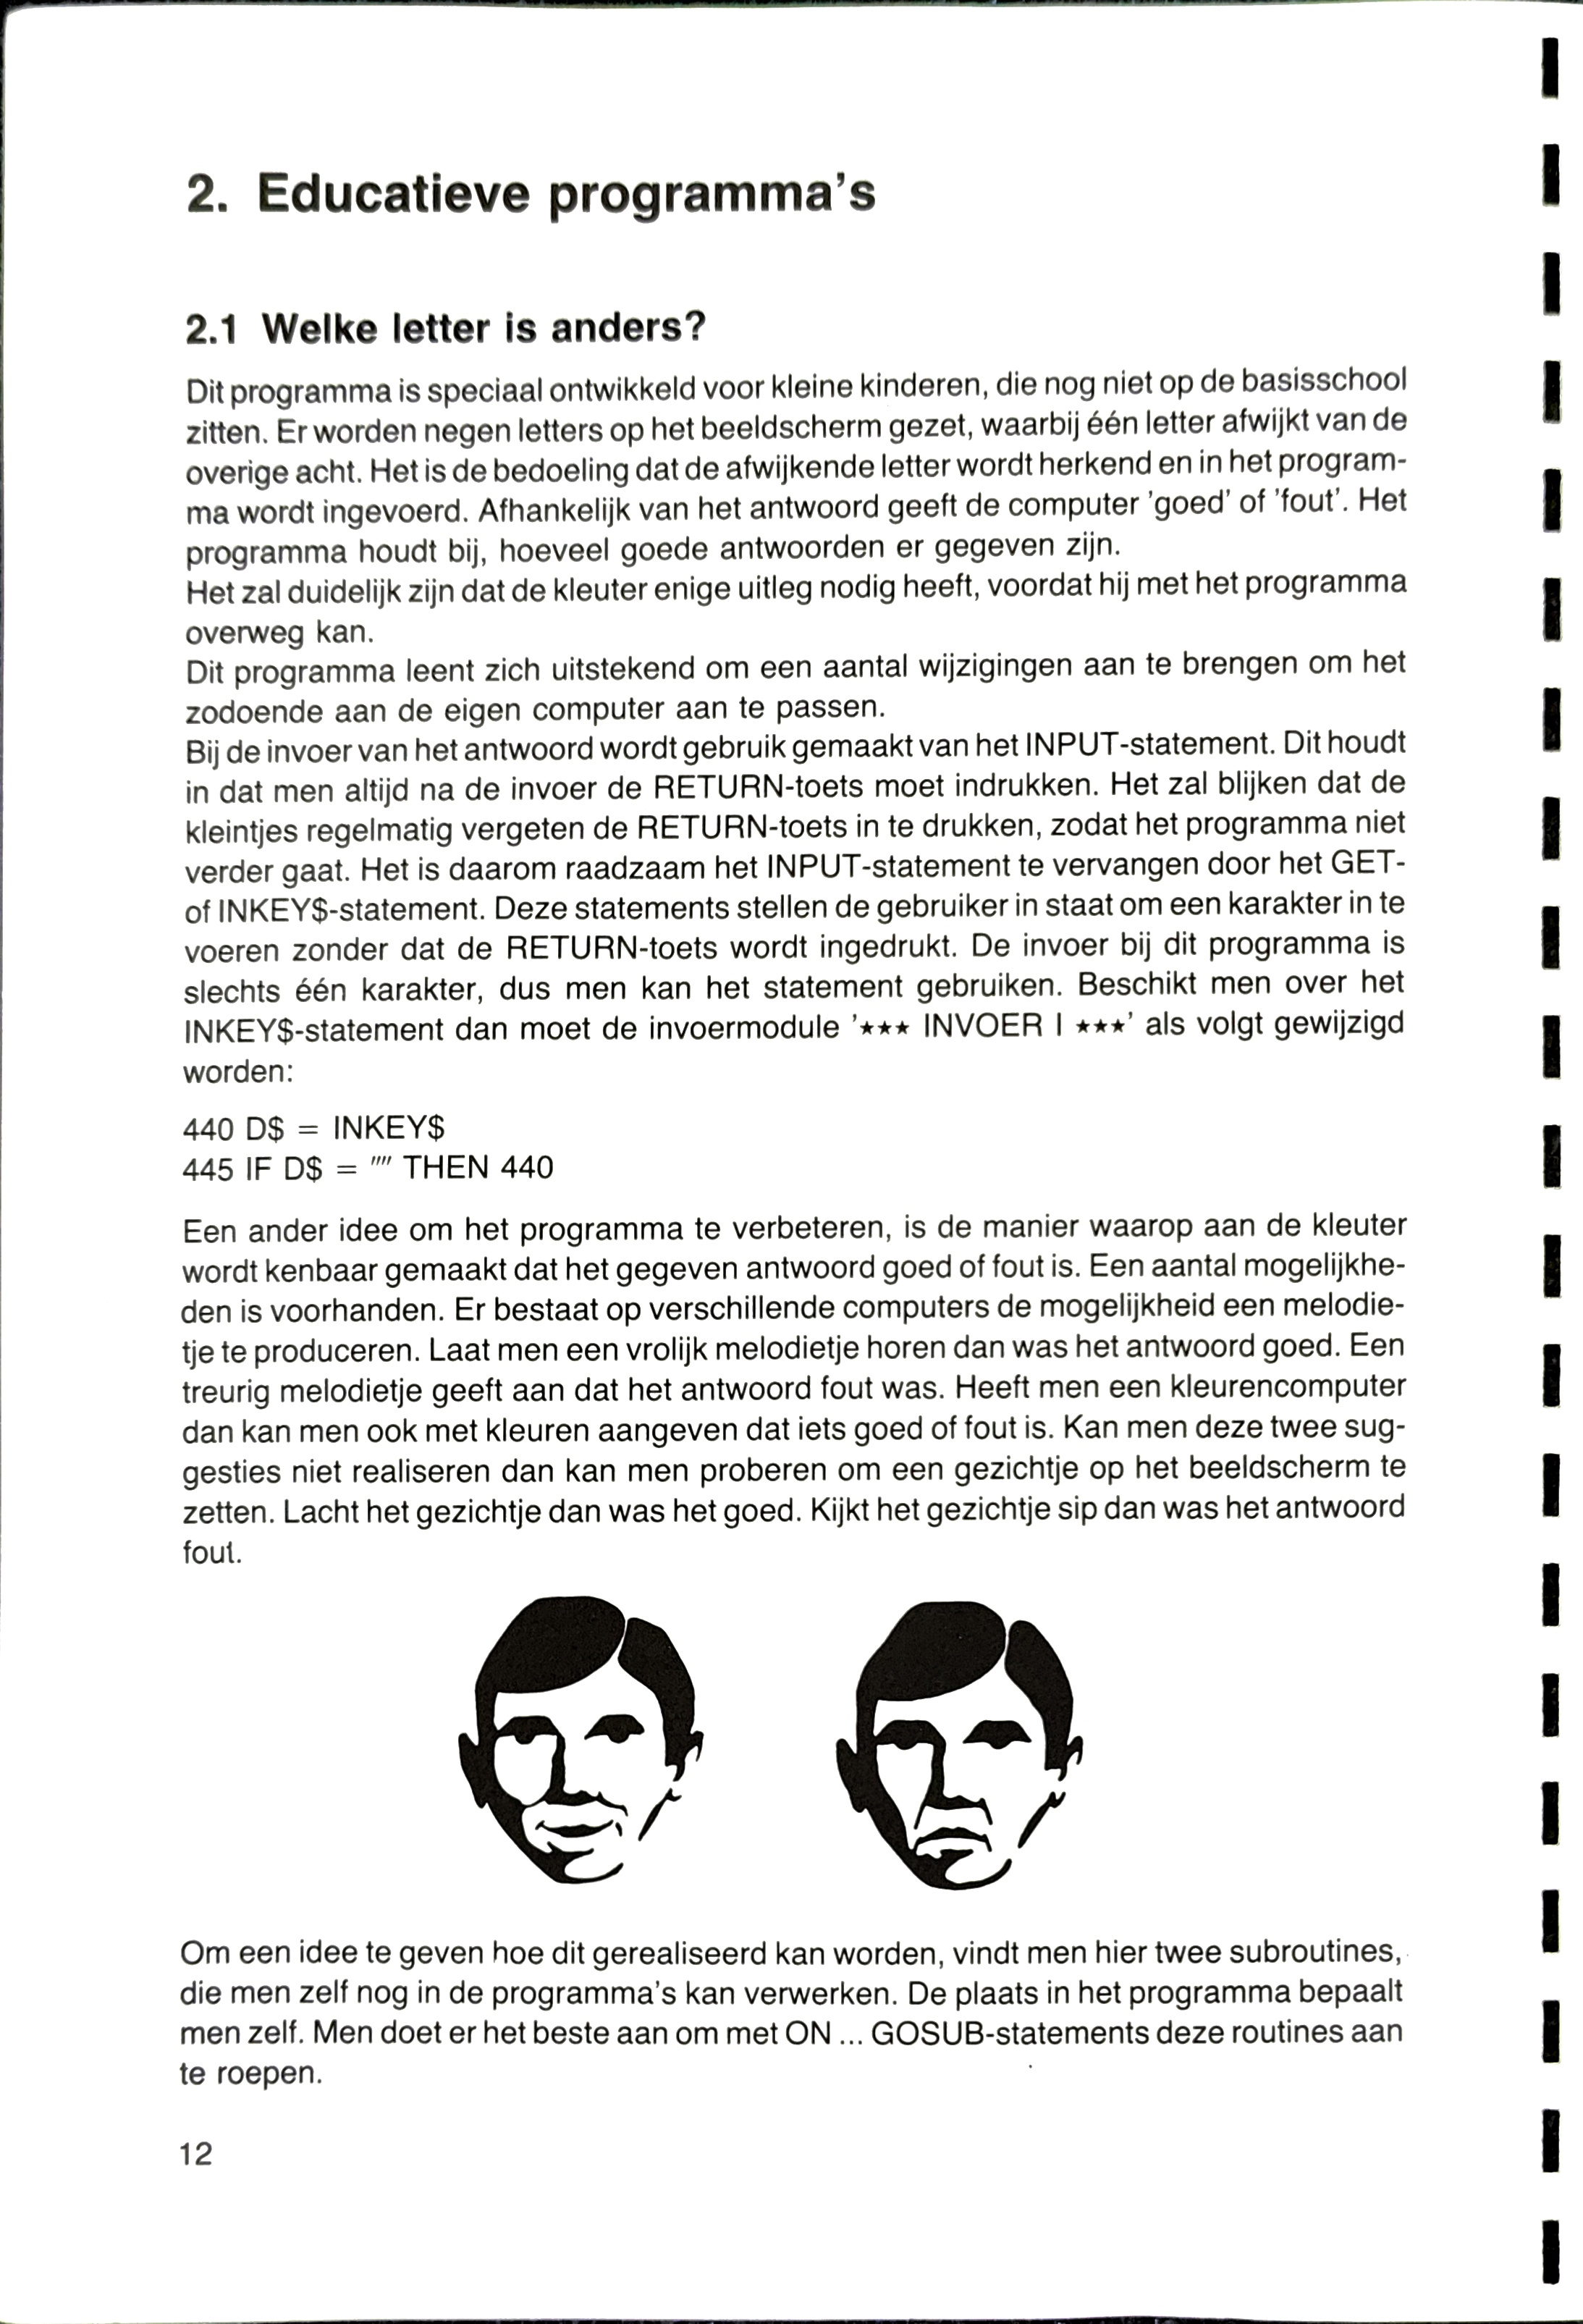 2. Educatieve programma's
2.1 Welke letter is anders?
Dit programma is speciaal ontwikkeld voor kleine kinderen, die nog niet op de basisschool
zitten. Er worden negen letters op het beeldscherm gezet, waarbij één letter afwijkt van de
overige acht. Het is de bedoeling dat de afwijkende letter wordt herkend en in het program-
ma wordt ingevoerd. Afhankelijk van het antwoord geeft de computer 'goed' of 'fout'. Het
programma houdt bij, hoeveel goede antwoorden er gegeven zijn.
Het zal duidelijk zijn dat de kleuter enige uitleg nodig heeft, voordat hij met het programma
overweg kan.
Dit programma leent zich uitstekend om een aantal wijzigingen aan te brengen om het
zodoende aan de eigen computer aan te passen.
Bij de invoer van het antwoord wordt gebruik gemaakt van het INPUT-statement. Dit houdt
in dat men altijd na de invoer de RETURN-toets moet indrukken. Het zal blijken dat de
kleintjes regelmatig vergeten de RETURN-toets in te drukken, zodat het programma niet
verder gaat. Het is daarom raadzaam het INPUT-statement te vervangen door het GET-
of INKEY$-statement. Deze statements stellen de gebruiker in staat om een karakter in te
voeren zonder dat de RETURN-toets wordt ingedrukt. De invoer bij dit programma is
slechts één karakter, dus men kan het statement gebruiken. Beschikt men over het
INKEY$-statement dan moet de invoermodule '★★★ INVOER I ★★★' als volgt gewijzigd
worden:
440 D$ = INKEY$
445 IF D$ = "" THEN 440
Een ander idee om het programma te verbeteren, is de manier waarop aan de kleuter
wordt kenbaar gemaakt dat het gegeven antwoord goed of fout is. Een aantal mogelijkhe-
den is voorhanden. Er bestaat op verschillende computers de mogelijkheid een melodie-
tje te produceren. Laat men een vrolijk melodietje horen dan was het antwoord goed. Een
treurig melodietje geeft aan dat het antwoord fout was. Heeft men een kleurencomputer
dan kan men ook met kleuren aangeven dat iets goed of fout is. Kan men deze twee sug-
gesties niet realiseren dan kan men proberen om een gezichtje op het beeldscherm te
zetten. Lacht het gezichtje dan was het goed. Kijkt het gezichtje sip dan was het antwoord
fout.
Om een idee te geven hoe dit gerealiseerd kan worden, vindt men hier twee subroutines,
die men zelf nog in de programma's kan verwerken. De plaats in het programma bepaalt
men zelf. Men doet er het beste aan om met ON ... GOSUB-statements deze routines aan
te roepen.
12